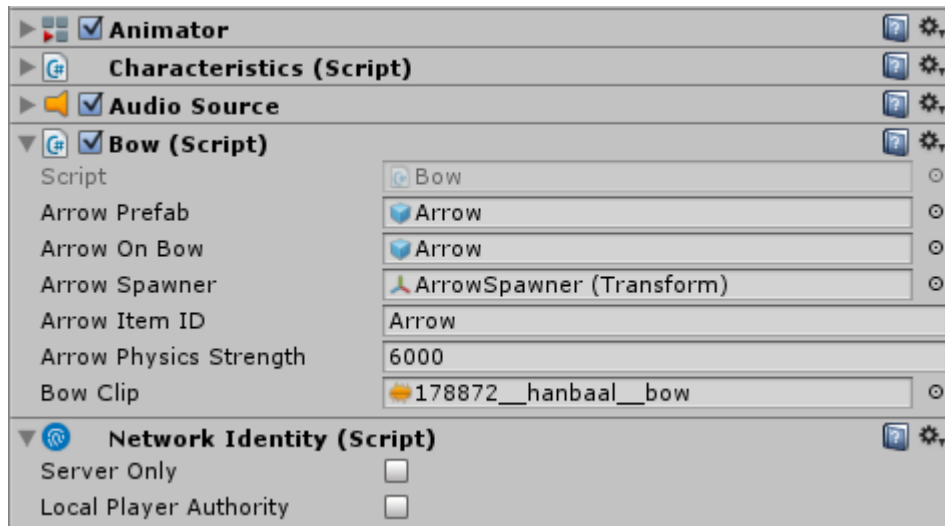 Animator
Characteristics (Script)
Audio Source
Bow (Script)
Script Bow
Arrow Prefab Arrow
Arrow On Bow Arrow
Arrow Spawner ArrowSpawner (Transform)
Arrow Item ID Arrow
Arrow Physics Strength 6000
Bow Clip 178872__hanbaal__bow
Network Identity (Script)
Server Only
Local Player Authority